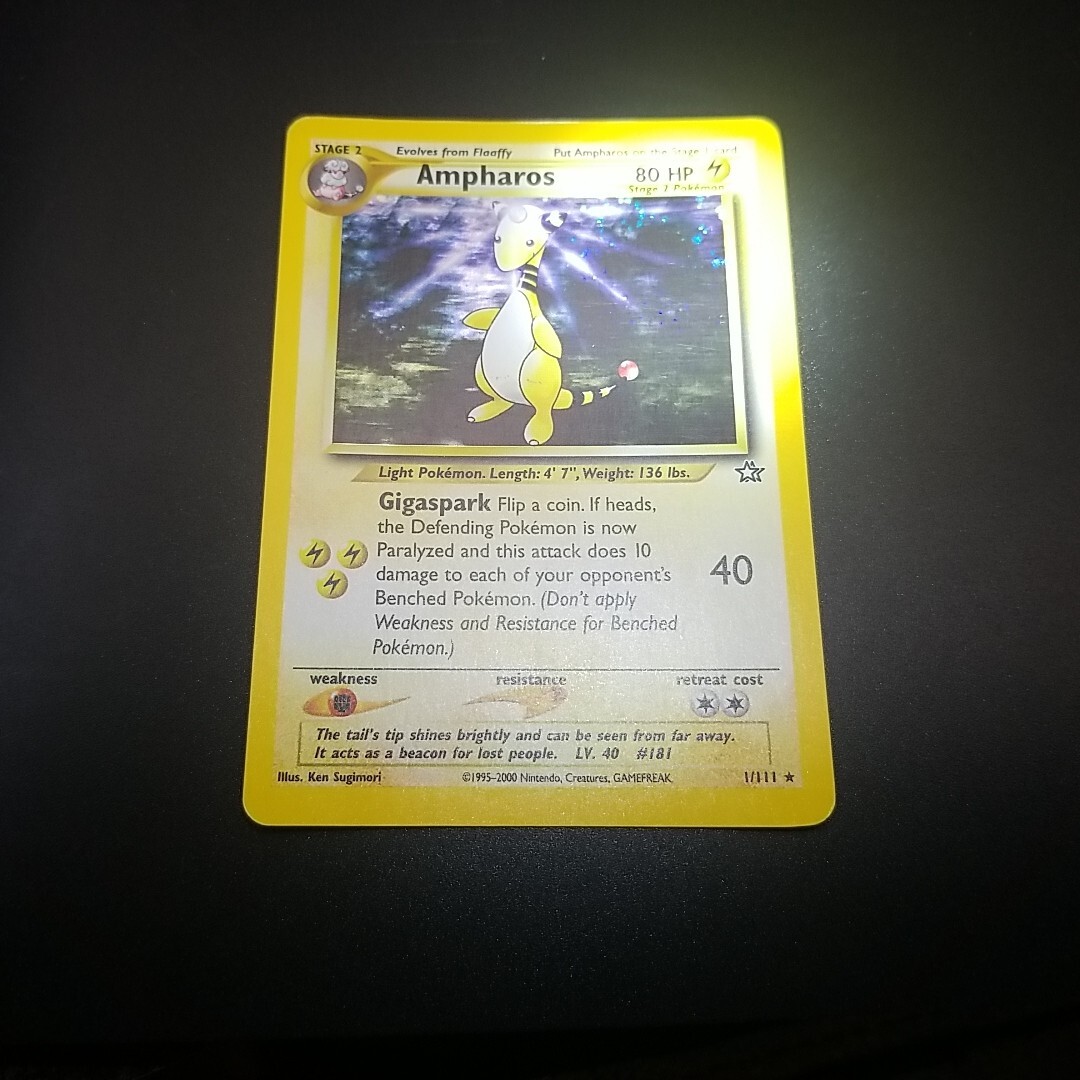 STAGE 2 Evolves from Flaaffy Put Ampharos on the Stage 1 card
Ampharos 80 HP
Stage 2 Pokémon
Light Pokémon. Length: 4' 7", Weight: 136 lbs.
Gigaspark Flip a coin. If heads,
the Defending Pokémon is now
Paralyzed and this attack does 10
damage to each of your opponent's
Benched Pokémon. (Don't apply
Weakness and Resistance for Benched
Pokémon.)
40
weakness resistance retreat cost
The tail's tip shines brightly and can be seen from far away.
It acts as a beacon for lost people. LV. 40 #181
Illus. Ken Sugimori ©1995–2000 Nintendo, Creatures, GAMEFREAK. 1/111 ★